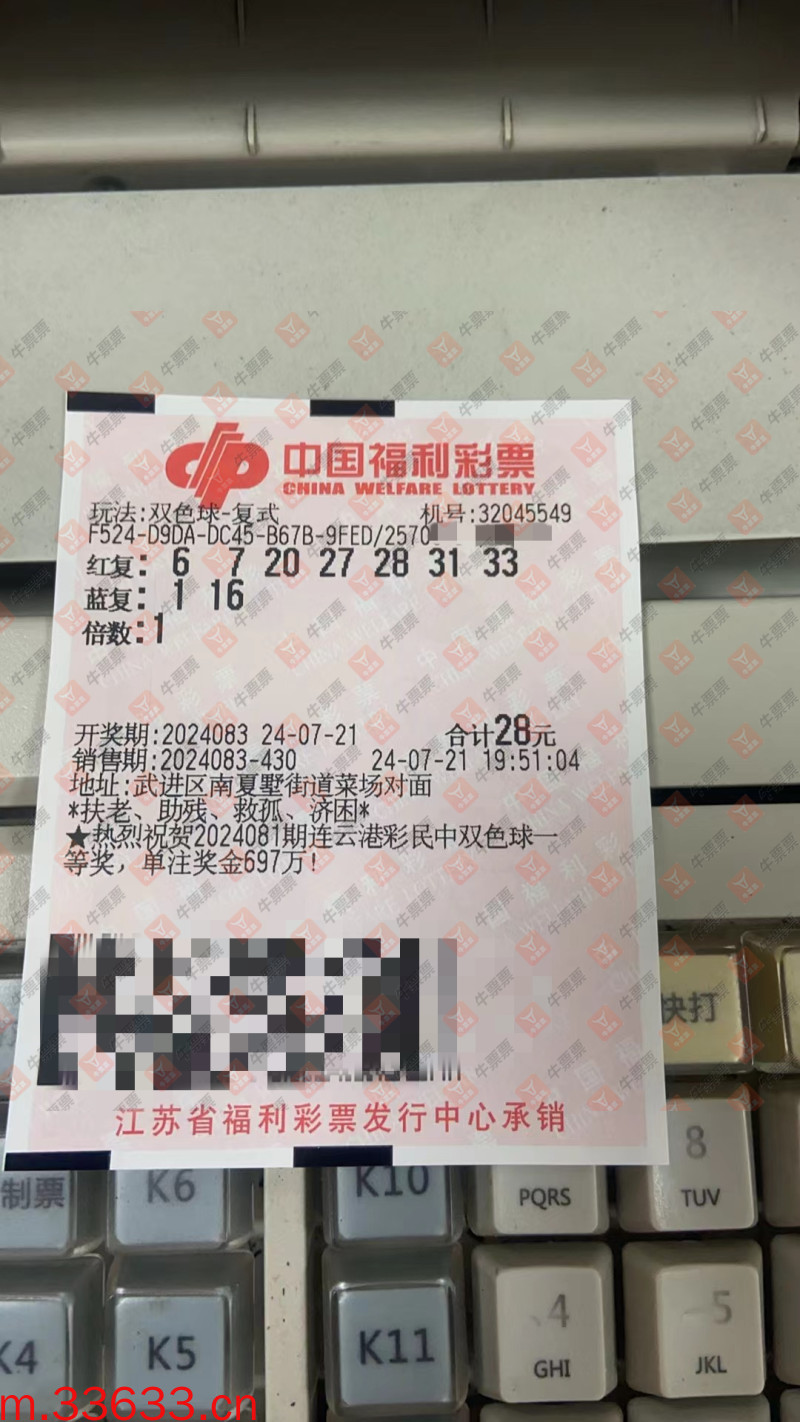 中国福利彩票
CHINA WELFARE LOTTERY
玩法:双色球-复式 机号:32045549
F524-D9DA-DC45-B67B-9FED/2570
红复: 6 7 20 27 28 31 33
蓝复: 1 16
倍数:1
开奖期:2024083 24-07-21 合计28元
销售期:2024083-430 24-07-21 19:51:04
地址:武进区南夏墅街道菜场对面
*扶老、助残、救孤、济困*
★热烈祝贺2024081期连云港彩民中双色球一
等奖，单注奖金697万!
江苏省福利彩票发行中心承销
快打
制票 K6 K10 PQRS 8 TUV
K4 K5 K11 4 GHI 5 JKL
牛票票
m.33633.cn